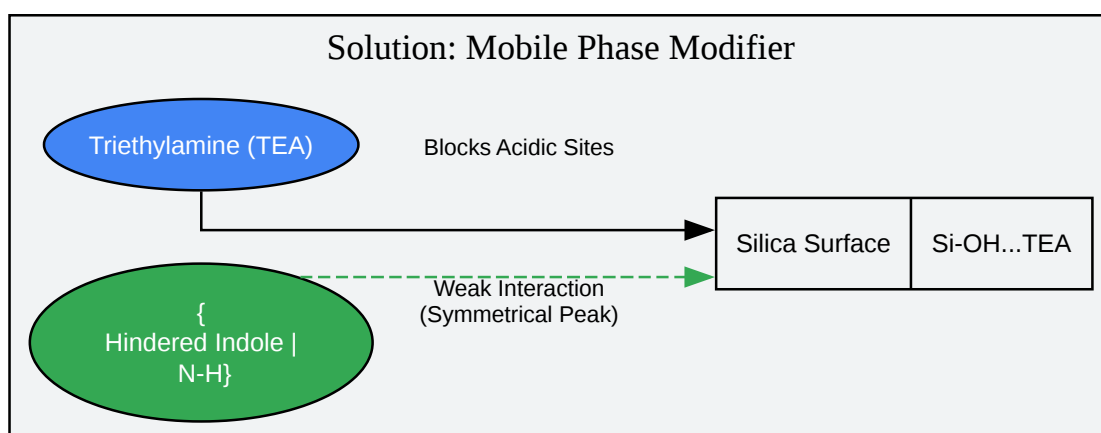 Solution: Mobile Phase Modifier
Triethylamine (TEA)
Blocks Acidic Sites
Silica Surface
Si-OH...TEA
Weak Interaction
(Symmetrical Peak)
{
Hindered Indole |
N-H}